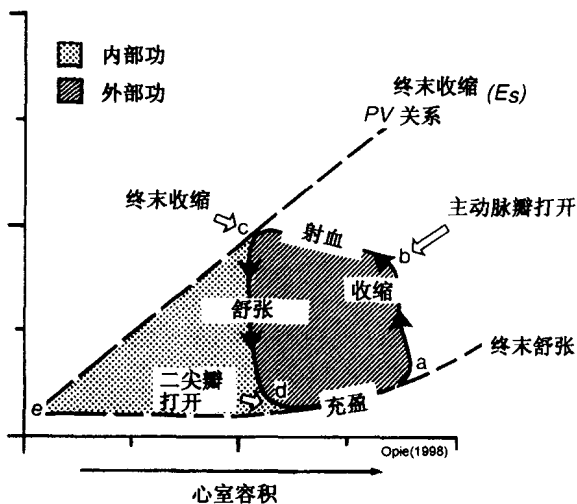 内部功
外部功
终末收缩 (Es)
PV 关系
终末收缩
c
射血
b
主动脉瓣打开
收缩
舒张
a
终末舒张
二尖瓣
打开
d
e
充盈
Opie(1998)
心室容积